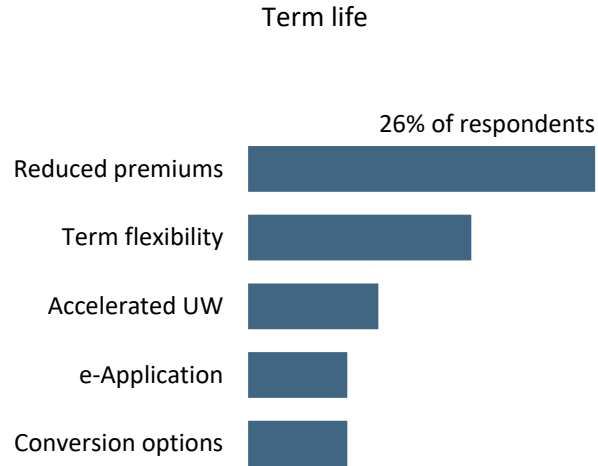 Term life
26% of respondents
Reduced premiums
Term flexibility
Accelerated UW
e-Application
Conversion options